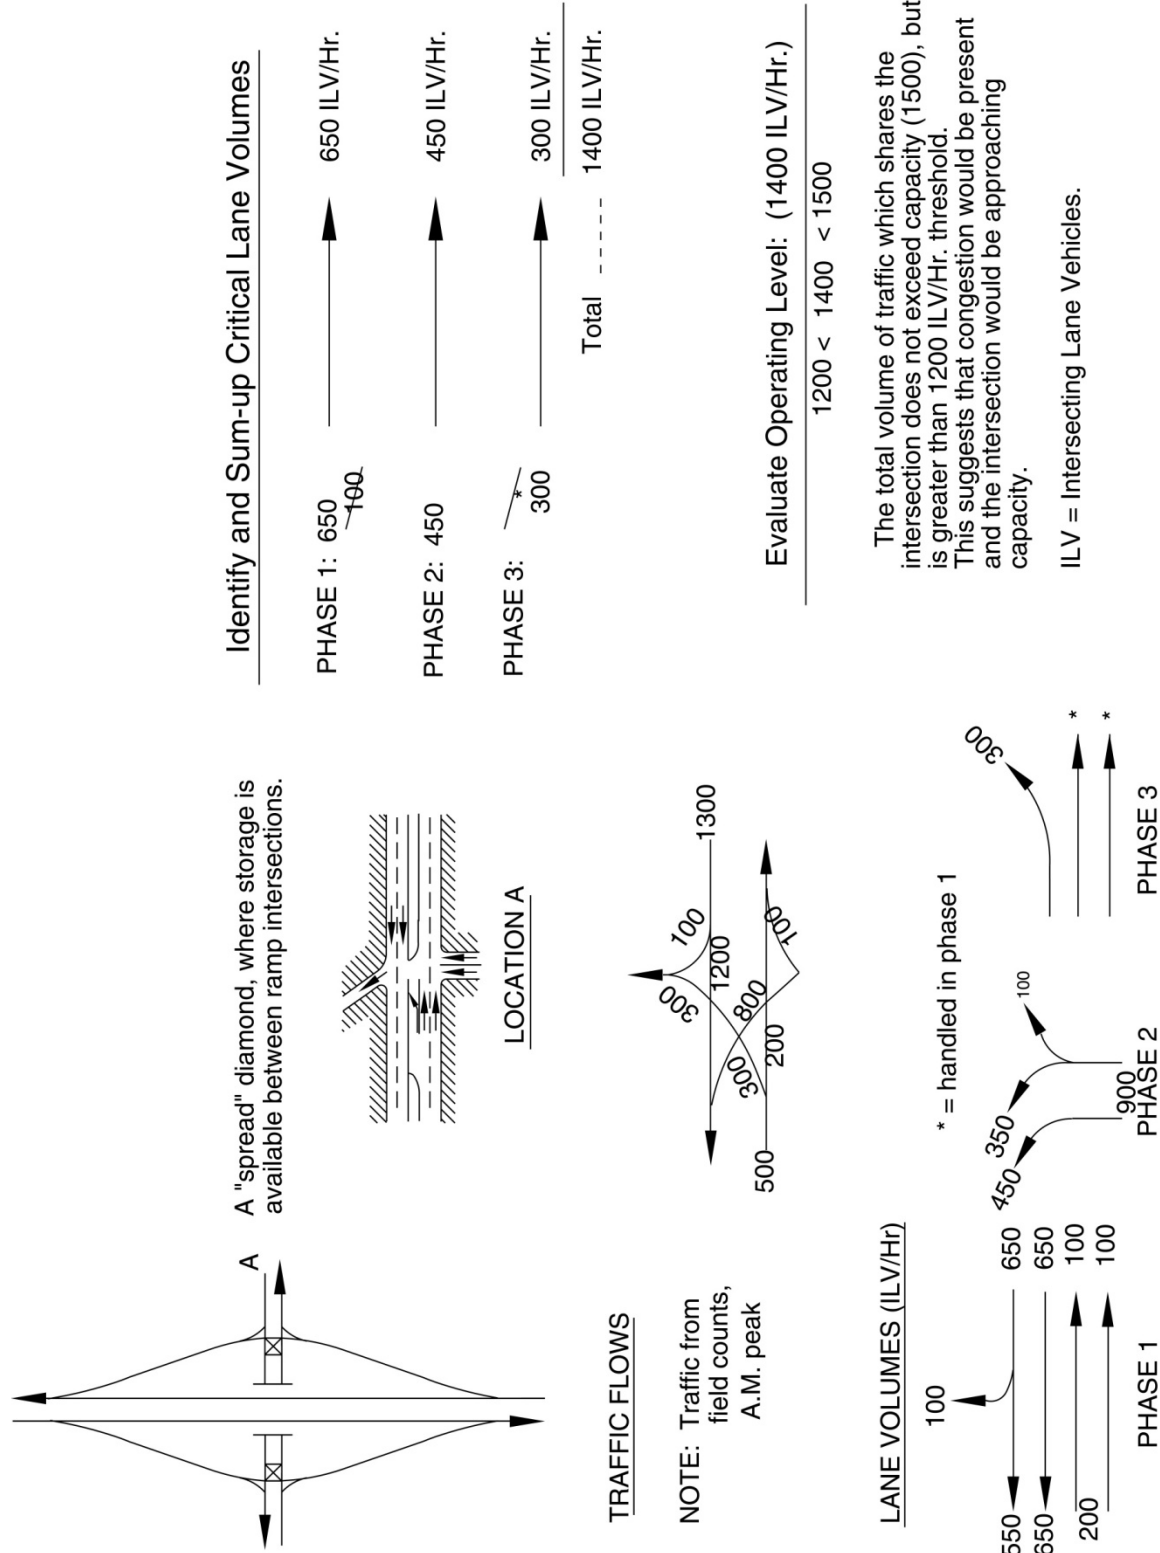 A
A "spread" diamond, where storage is
available between ramp intersections.
LOCATION A
TRAFFIC FLOWS
NOTE: Traffic from
field counts,
A.M. peak
500
300
200
300
800
1200
100
100
1300
LANE VOLUMES (ILV/Hr)
100
550
650
650
650
200
100
100
PHASE 1
450
350
100
900
PHASE 2
* = handled in phase 1
300
*
*
PHASE 3
Identify and Sum-up Critical Lane Volumes
PHASE 1: 650 650 ILV/Hr.
100
PHASE 2: 450 450 ILV/Hr.
PHASE 3: *
300 300 ILV/Hr.
Total ----- 1400 ILV/Hr.
Evaluate Operating Level: (1400 ILV/Hr.)
1200 < 1400 < 1500
The total volume of traffic which shares the
intersection does not exceed capacity (1500), but
is greater than 1200 ILV/Hr. threshold.
This suggests that congestion would be present
and the intersection would be approaching
capacity.
ILV = Intersecting Lane Vehicles.